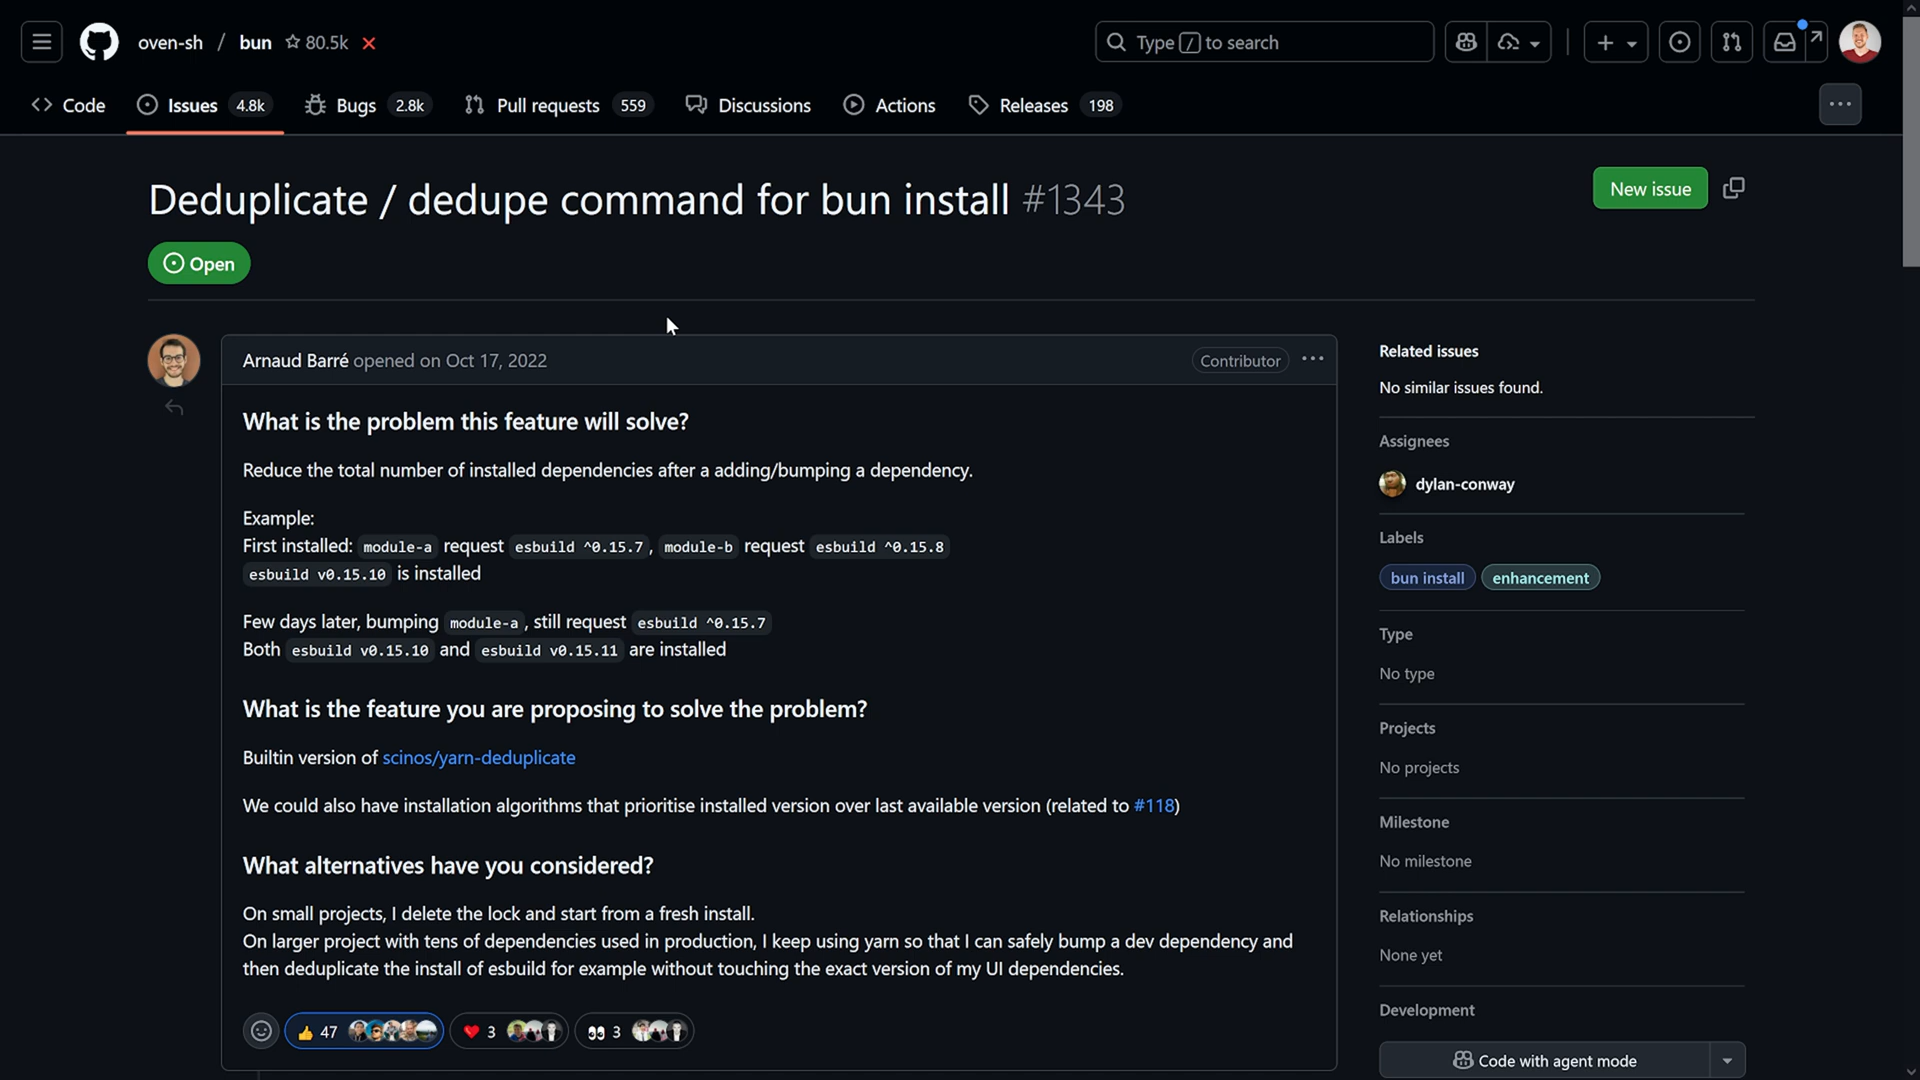 oven-sh / bun 80.5k
Type / to search
Code Issues 4.8k Bugs 2.8k Pull requests 559 Discussions Actions Releases 198
Deduplicate / dedupe command for bun install #1343
New issue
Open
Arnaud Barré opened on Oct 17, 2022
Contributor
What is the problem this feature will solve?
Reduce the total number of installed dependencies after a adding/bumping a dependency.
Example:
First installed: module-a request esbuild ^0.15.7, module-b request esbuild ^0.15.8
esbuild v0.15.10 is installed
Few days later, bumping module-a, still request esbuild ^0.15.7
Both esbuild v0.15.10 and esbuild v0.15.11 are installed
What is the feature you are proposing to solve the problem?
Builtin version of scinos/yarn-deduplicate
We could also have installation algorithms that prioritise installed version over last available version (related to #118)
What alternatives have you considered?
On small projects, I delete the lock and start from a fresh install.
On larger project with tens of dependencies used in production, I keep using yarn so that I can safely bump a dev dependency and
then deduplicate the install of esbuild for example without touching the exact version of my UI dependencies.
47 3 3
Related issues
No similar issues found.
Assignees
dylan-conway
Labels
bun install enhancement
Type
No type
Projects
No projects
Milestone
No milestone
Relationships
None yet
Development
Code with agent mode